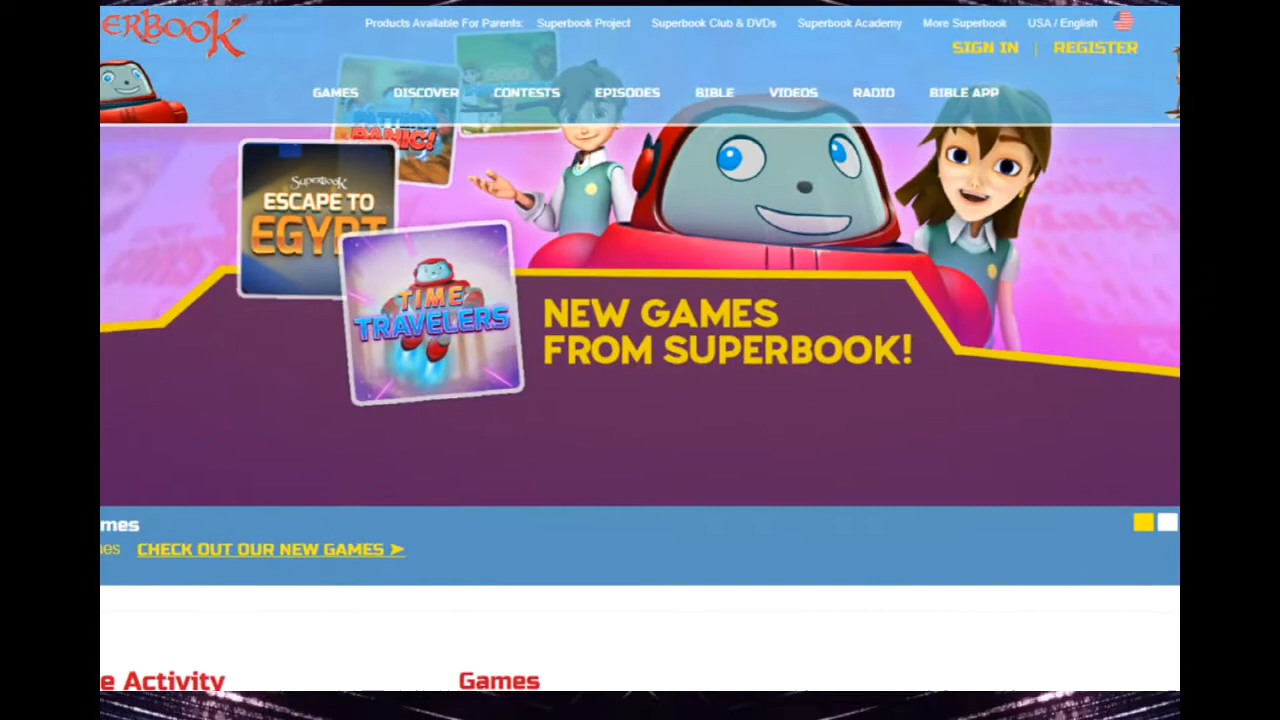 ERBOOK
Products Available For Parents: Superbook Project Superbook Club & DVDs Superbook Academy More Superbook USA / English
SIGN IN | REGISTER
GAMES DISCOVER CONTESTS EPISODES BIBLE VIDEOS RADIO BIBLE APP
PATTERN
PANIC!
SUPERBOOK
ESCAPE TO
EGYPT
TIME
TRAVELERS
NEW GAMES
FROM SUPERBOOK!
mes
es CHECK OUT OUR NEW GAMES ➤
e Activity
Games